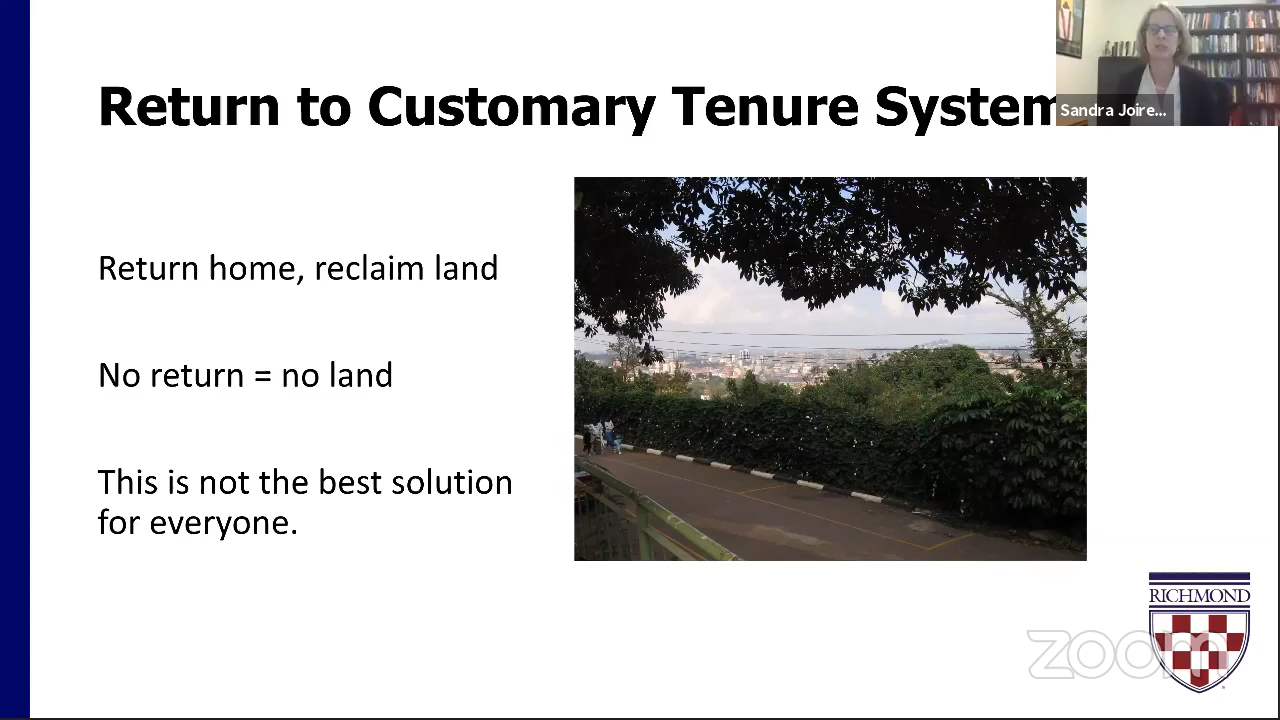 Return to Customary Tenure System
Sandra Joire...
Return home, reclaim land
No return = no land
This is not the best solution
for everyone.
RICHMOND
zoom